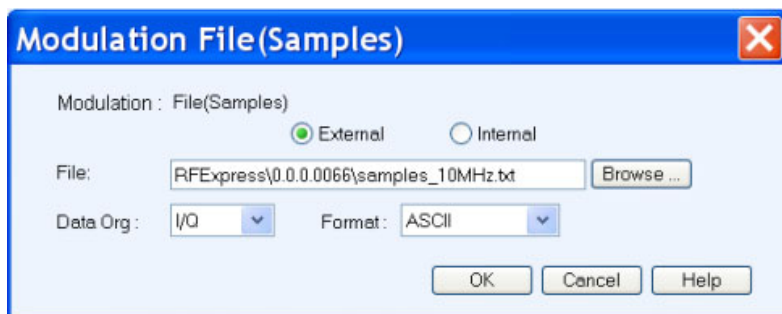 Modulation File(Samples)
Modulation : File(Samples)
External Internal
File: RFExpress\0.0.0.0066\samples_10MHz.txt Browse ...
Data Org : I/Q Format : ASCII
OK Cancel Help